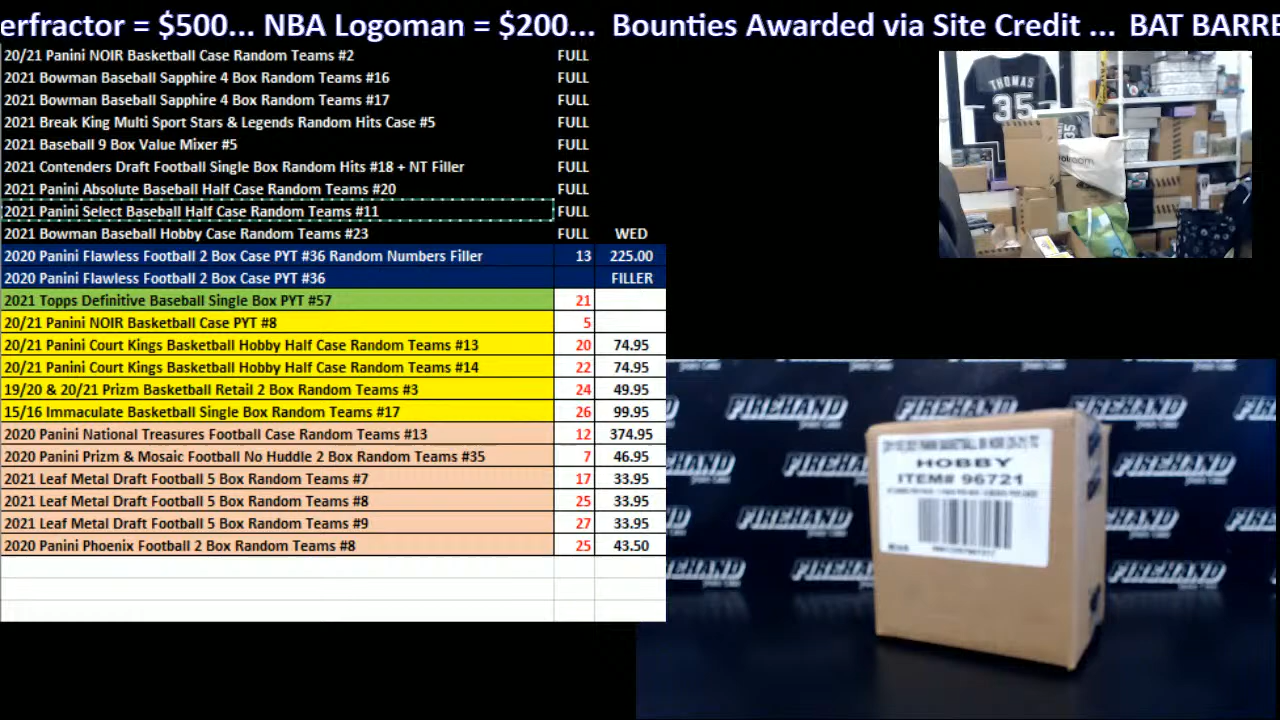 erfractor = $500... NBA Logoman = $200... Bounties Awarded via Site Credit ... BAT BARRE
20/21 Panini NOIR Basketball Case Random Teams #2 FULL
2021 Bowman Baseball Sapphire 4 Box Random Teams #16 FULL
2021 Bowman Baseball Sapphire 4 Box Random Teams #17 FULL
2021 Break King Multi Sport Stars & Legends Random Hits Case #5 FULL
2021 Baseball 9 Box Value Mixer #5 FULL
2021 Contenders Draft Football Single Box Random Hits #18 + NT Filler FULL
2021 Panini Absolute Baseball Half Case Random Teams #20 FULL
2021 Panini Select Baseball Half Case Random Teams #11 FULL
2021 Bowman Baseball Hobby Case Random Teams #23 FULL WED
2020 Panini Flawless Football 2 Box Case PYT #36 Random Numbers Filler 13 225.00
2020 Panini Flawless Football 2 Box Case PYT #36 FILLER
2021 Topps Definitive Baseball Single Box PYT #57 21
20/21 Panini NOIR Basketball Case PYT #8 5
20/21 Panini Court Kings Basketball Hobby Half Case Random Teams #13 20 74.95
20/21 Panini Court Kings Basketball Hobby Half Case Random Teams #14 22 74.95
19/20 & 20/21 Prizm Basketball Retail 2 Box Random Teams #3 24 49.95
15/16 Immaculate Basketball Single Box Random Teams #17 26 99.95
2020 Panini National Treasures Football Case Random Teams #13 12 374.95
2020 Panini Prizm & Mosaic Football No Huddle 2 Box Random Teams #35 7 46.95
2021 Leaf Metal Draft Football 5 Box Random Teams #7 17 33.95
2021 Leaf Metal Draft Football 5 Box Random Teams #8 25 33.95
2021 Leaf Metal Draft Football 5 Box Random Teams #9 27 33.95
2020 Panini Phoenix Football 2 Box Random Teams #8 25 43.50
THOMAS
35
FIREHAND FIREHAND FIREHAND
HOBBY
ITEM# 96721
FIREHAND
FIREHAND
FIREHAND
FIREHAND
FIREHAND
FIREHAND